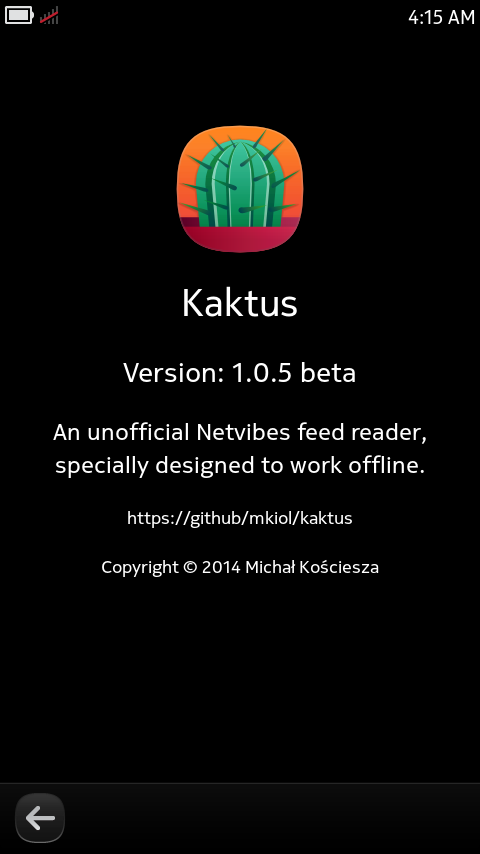 4:15 AM
Kaktus
Version: 1.0.5 beta
An unofficial Netvibes feed reader,
specially designed to work offline.
https://github/mkiol/kaktus
Copyright © 2014 Michał Kościesza